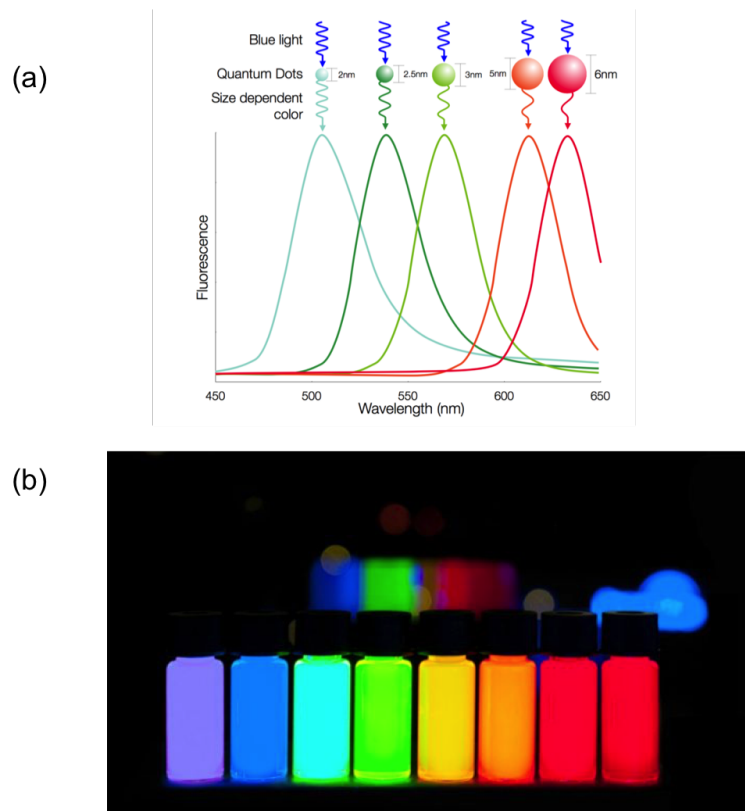 (a)
Blue light
Quantum Dots
2nm
2.5nm
3nm
5nm
6nm
Size dependent
color
Fluorescence
450
500
550
600
650
Wavelength (nm)
(b)